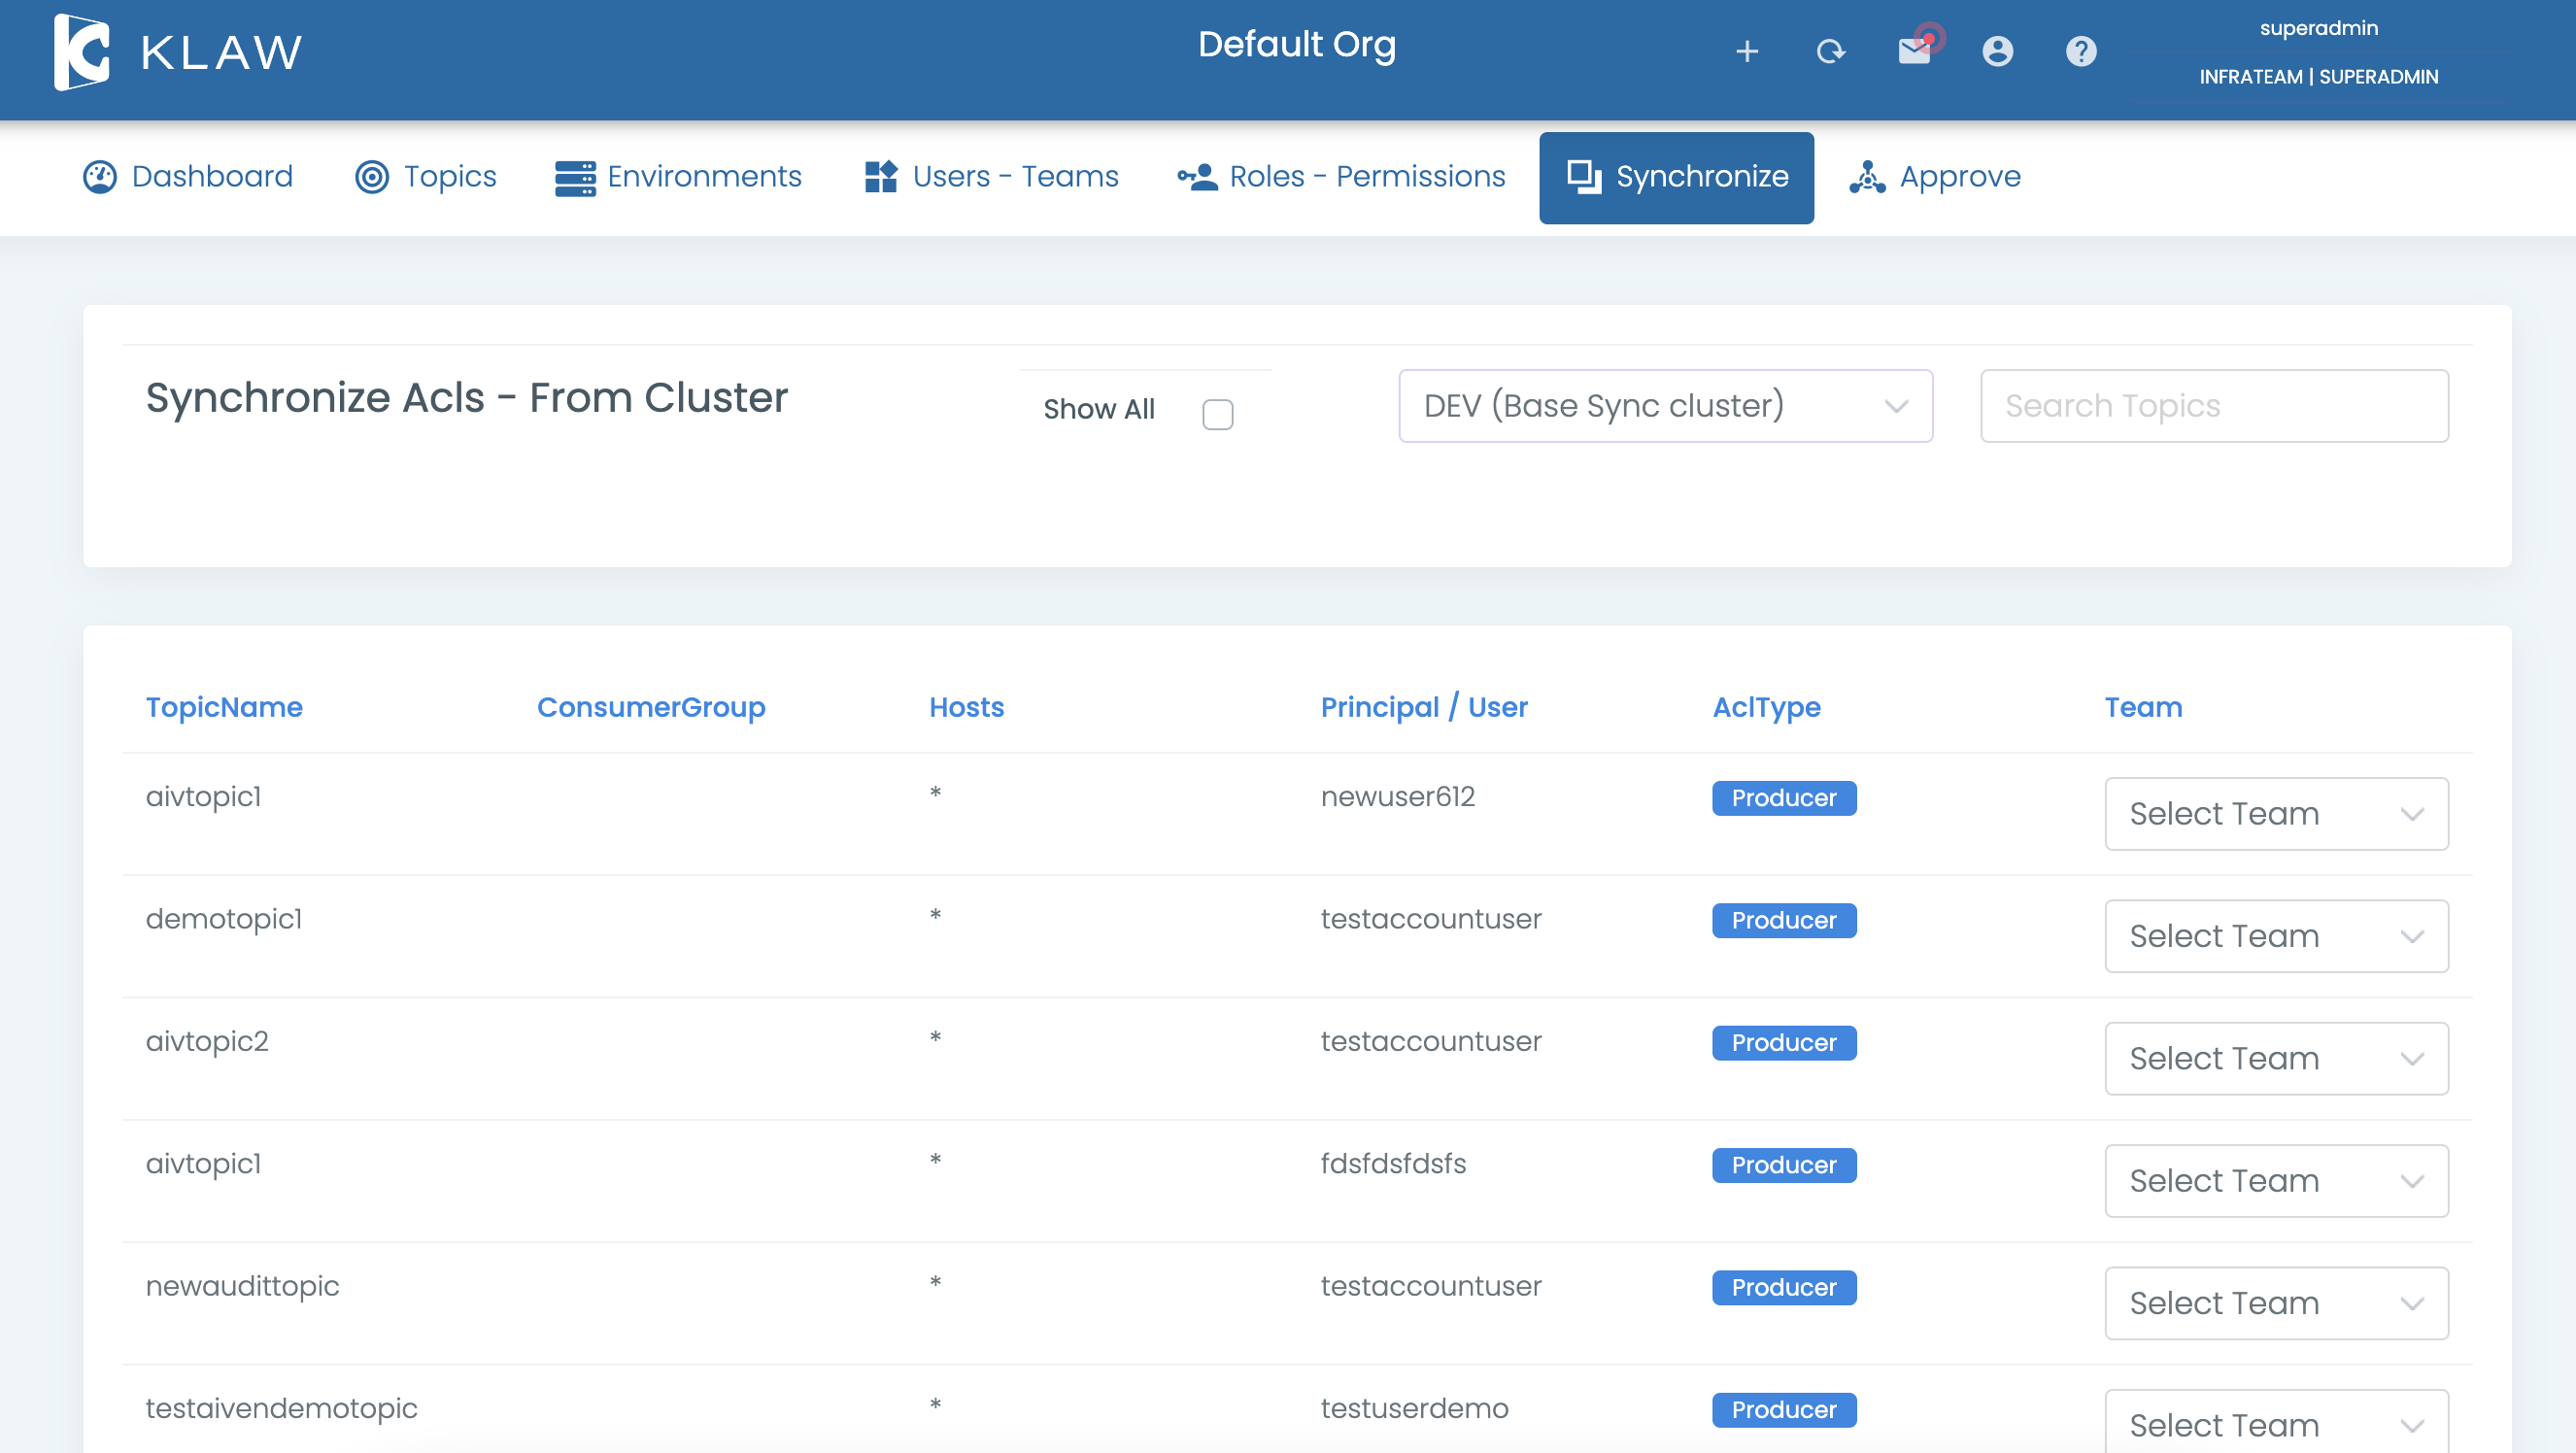 KLAW
Default Org
superadmin
INFRATEAM | SUPERADMIN
Dashboard
Topics
Environments
Users - Teams
Roles - Permissions
Synchronize
Approve
Synchronize Acls - From Cluster
Show All
DEV (Base Sync cluster)
Search Topics
TopicName ConsumerGroup Hosts Principal / User AclType Team
aivtopic1 * newuser612 Producer Select Team
demotopic1 * testaccountuser Producer Select Team
aivtopic2 * testaccountuser Producer Select Team
aivtopic1 * fdsfdsfdsfs Producer Select Team
newaudittopic * testaccountuser Producer Select Team
testaivendemotopic * testuserdemo Producer Select Team